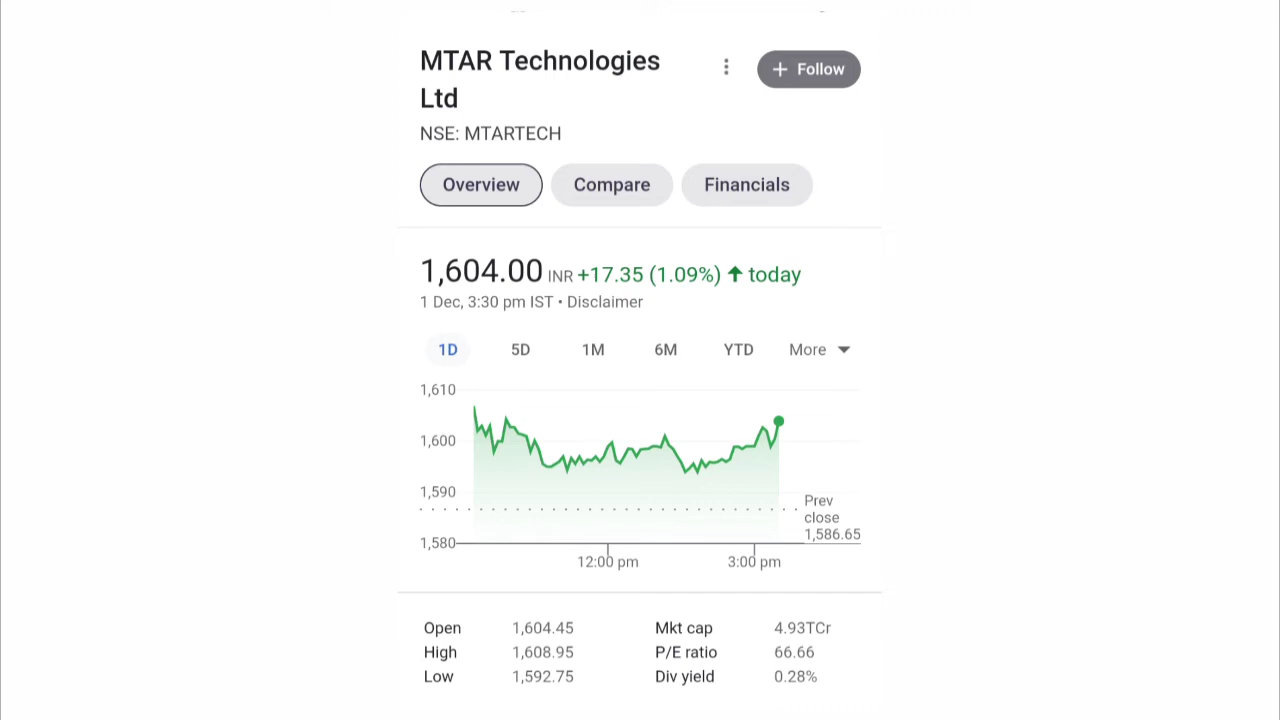 MTAR Technologies
Ltd
+ Follow
NSE: MTARTECH
Overview Compare Financials
1,604.00 INR +17.35 (1.09%) ↑ today
1 Dec, 3:30 pm IST • Disclaimer
1D 5D 1M 6M YTD More
1,610
1,600
1,590
Prev
close
1,586.65
1,580
12:00 pm 3:00 pm
Open 1,604.45 Mkt cap 4.93TCr
High 1,608.95 P/E ratio 66.66
Low 1,592.75 Div yield 0.28%